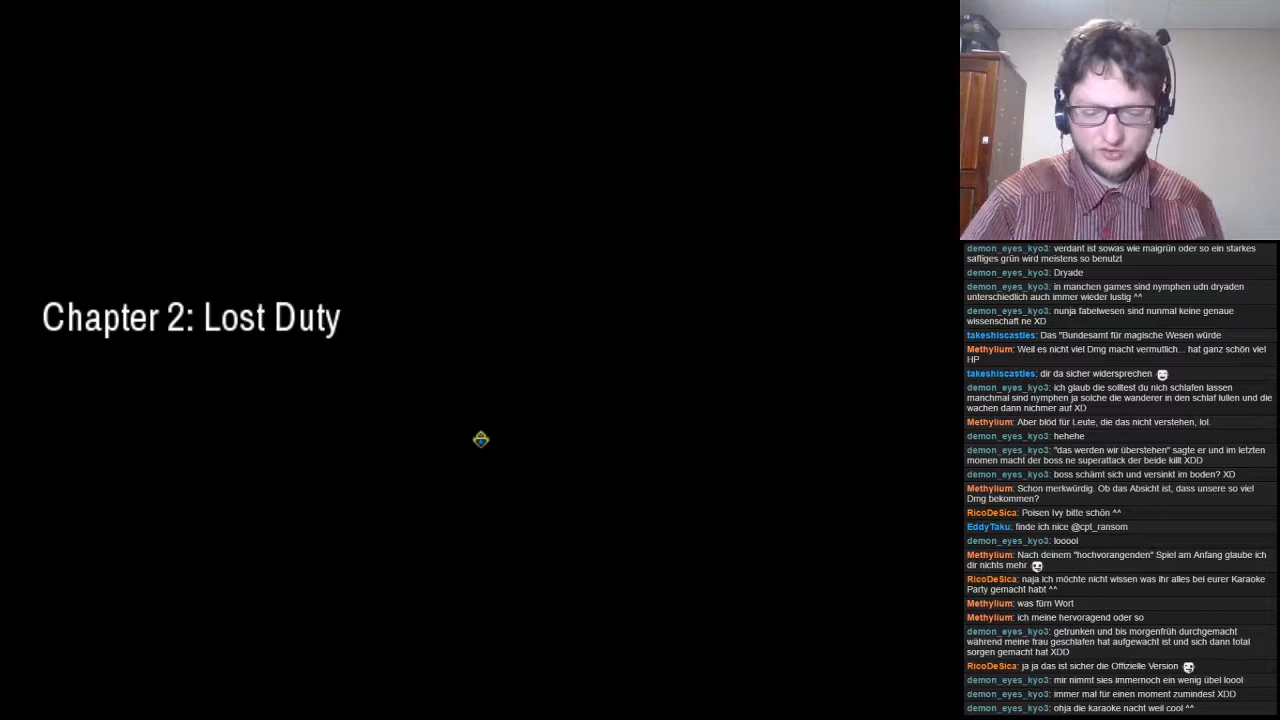 Chapter 2: Lost Duty
demon_eyes_kyo3: verdant ist sowas wie maigrün oder so ein starkes
saftiges grün wird meistens so benutzt
demon_eyes_kyo3: Dryade
demon_eyes_kyo3: in manchen games sind nymphen udn dryaden
unterschiedlich auch immer wieder lustig ^^
demon_eyes_kyo3: nunja fabelwesen sind nunmal keine genaue
wissenschaft ne XD
takeshiscastles: Das "Bundesamt für magische Wesen würde
Methylium: Weil es nicht viel Dmg macht vermutlich... hat ganz schön viel
HP
takeshiscastles: dir da sicher widersprechen
demon_eyes_kyo3: ich glaub die solltest du nich schlafen lassen
manchmal sind nymphen ja solche die wanderer in den schlaf lullen und die
wachen dann nichmer auf XD
Methylium: Aber blöd für Leute, die das nicht verstehen, lol.
demon_eyes_kyo3: hehehe
demon_eyes_kyo3: "das werden wir überstehen" sagte er und im letzten
momen macht der boss ne superattack der beide killt XDD
demon_eyes_kyo3: boss schämt sich und versinkt im boden? XD
Methylium: Schon merkwürdig. Ob das Absicht ist, dass unsere so viel
Dmg bekommen?
RicoDeSica: Poisen Ivy bitte schön ^^
EddyTaku: finde ich nice @cpt_ransom
demon_eyes_kyo3: looool
Methylium: Nach deinem "hochvorangenden" Spiel am Anfang glaube ich
dir nichts mehr
RicoDeSica: naja ich möchte nicht wissen was ihr alles bei eurer Karaoke
Party gemacht habt ^^
Methylium: was fürn Wort
Methylium: ich meine hervoragend oder so
demon_eyes_kyo3: getrunken und bis morgenfrüh durchgemacht
während meine frau geschlafen hat aufgewacht ist und sich dann total
sorgen gemacht hat XDD
RicoDeSica: ja ja das ist sicher die Offizielle Version
demon_eyes_kyo3: mir nimmt sies immernoch ein wenig übel loool
demon_eyes_kyo3: immer mal für einen moment zumindest XDD
demon_eyes_kyo3: ohja die karaoke nacht weil cool ^^